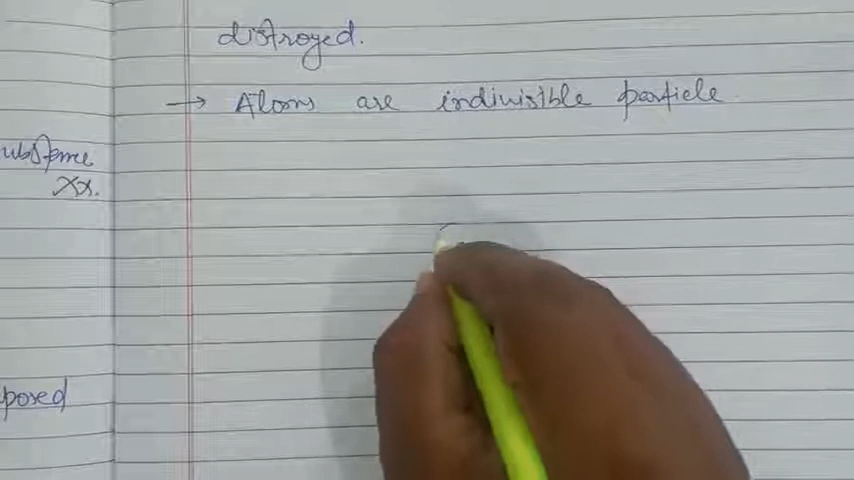 distroyed.
→ Atoms are indivisible particle
ubstance
xx.
posed